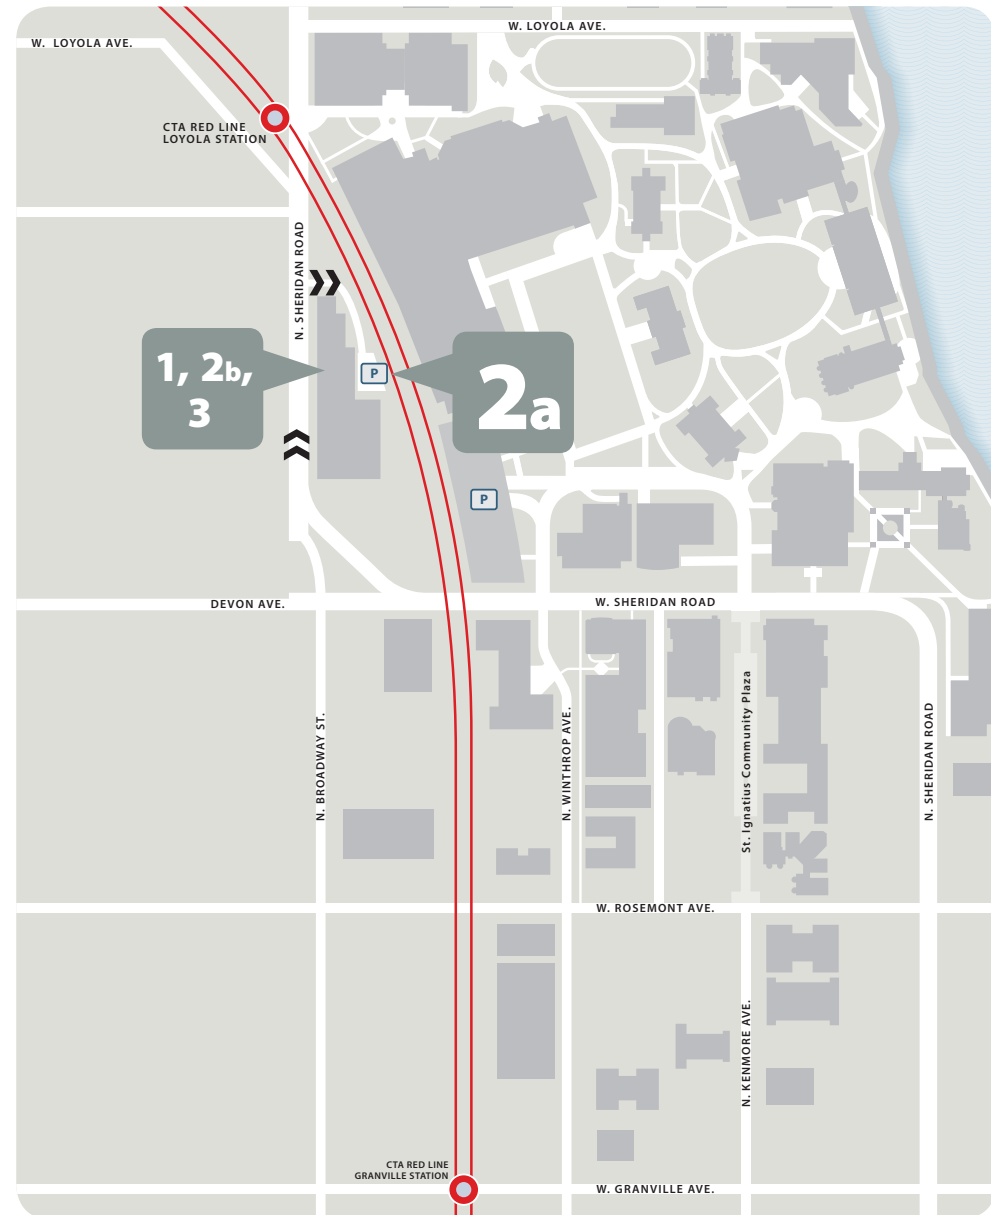 W. LOYOLA AVE.
W.  LOYOLA AVE.
CTA RED LINE
LOYOLA STATION
N. SHERIDAN ROAD
1, 2b,
3
P
2a
P
DEVON AVE.
W. SHERIDAN ROAD
N. BROADWAY ST.
N. WINTHROP AVE.
St. Ignatius Community Plaza
N. SHERIDAN ROAD
W. ROSEMONT AVE.
N. KENMORE AVE.
CTA RED LINE
GRANVILLE STATION
W. GRANVILLE AVE.